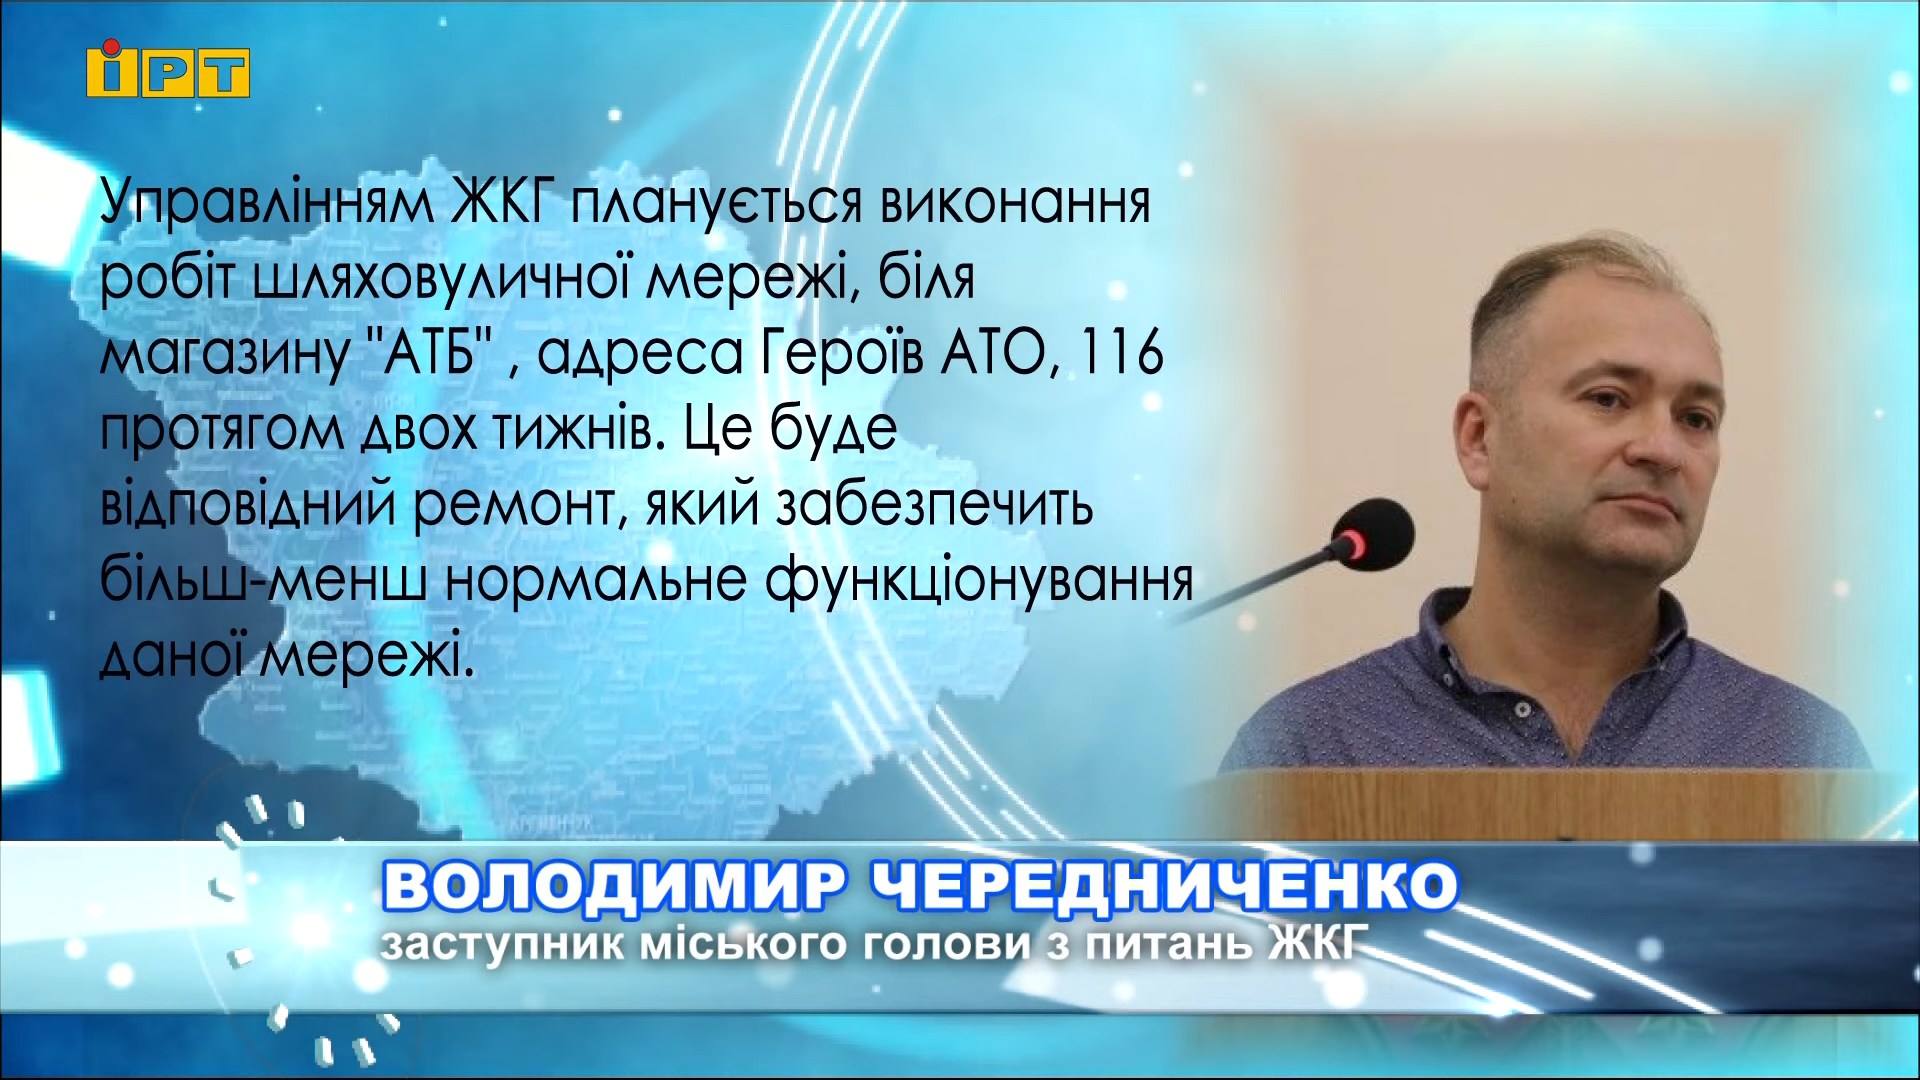 іРТ
Управлінням ЖКГ планується виконання
робіт шляховуличної мережі, біля
магазину "АТБ" , адреса Героїв АТО, 116
протягом двох тижнів. Це буде
відповідний ремонт, який забезпечить
більш-менш нормальне функціонування
даної мережі.
ВОЛОДИМИР ЧЕРЕДНИЧЕНКО
заступник міського голови з питань ЖКГ